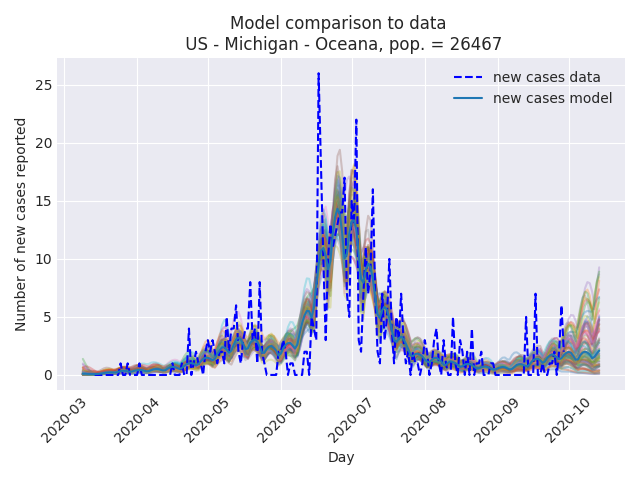 Model comparison to data
US - Michigan - Oceana, pop. = 26467
new cases data
new cases model
Number of new cases reported
25
20
15
10
5
0
2020-03
2020-04
2020-05
2020-06
2020-07
2020-08
2020-09
2020-10
Day